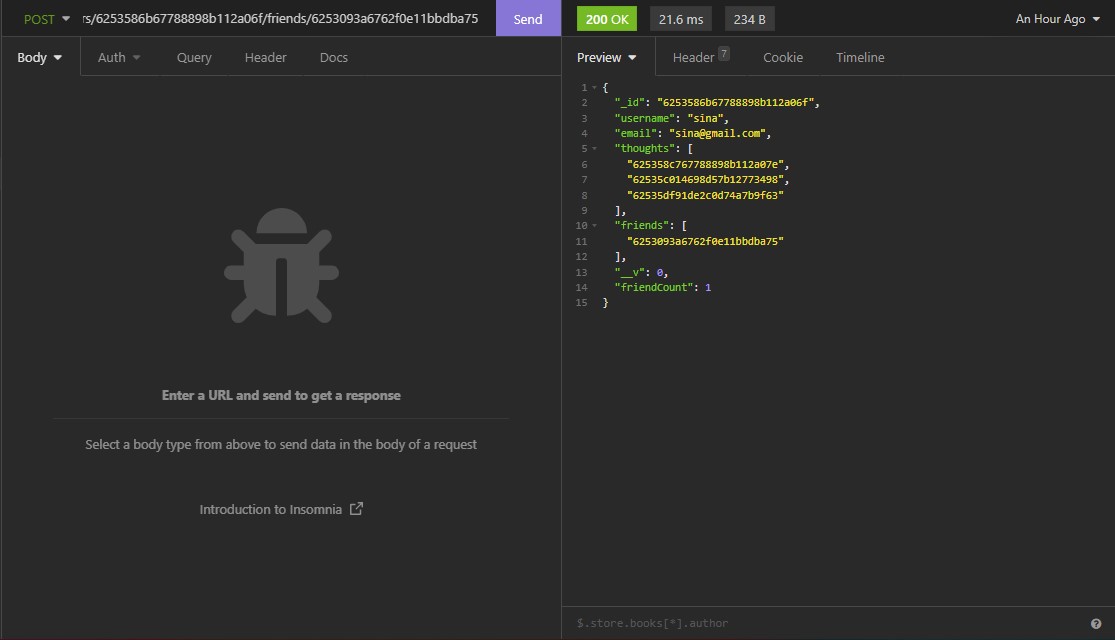 POST rs/6253586b67788898b112a06f/friends/6253093a6762f0e11bbdba75 Send 200 OK 21.6 ms 234 B An Hour Ago
Body Auth Query Header Docs Preview Header 7 Cookie Timeline
Enter a URL and send to get a response
Select a body type from above to send data in the body of a request
Introduction to Insomnia
1 {
2 "_id": "6253586b67788898b112a06f",
3 "username": "sina",
4 "email": "sina@gmail.com",
5 "thoughts": [
6 "625358c767788898b112a07e",
7 "62535c014698d57b12773498",
8 "62535df91de2c0d74a7b9f63"
9 ],
10 "friends": [
11 "6253093a6762f0e11bbdba75"
12 ],
13 "__v": 0,
14 "friendCount": 1
15 }
$.store.books[*].author